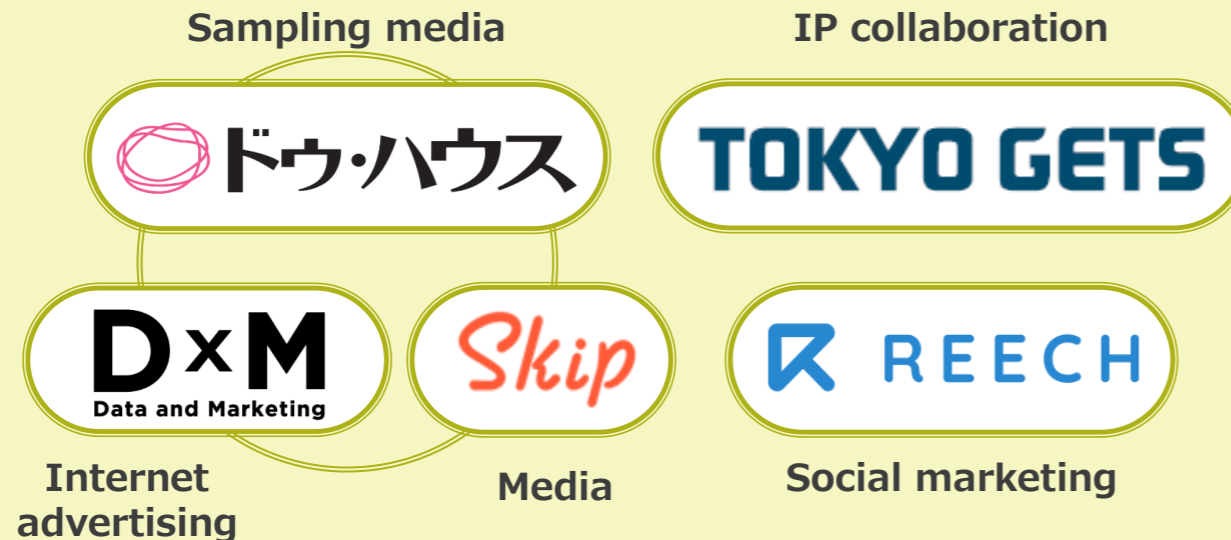 Sampling media
IP collaboration
ドゥ・ハウス
TOKYO GETS
D×M
Data and Marketing
Skip
REECH
Internet
advertising
Media
Social marketing